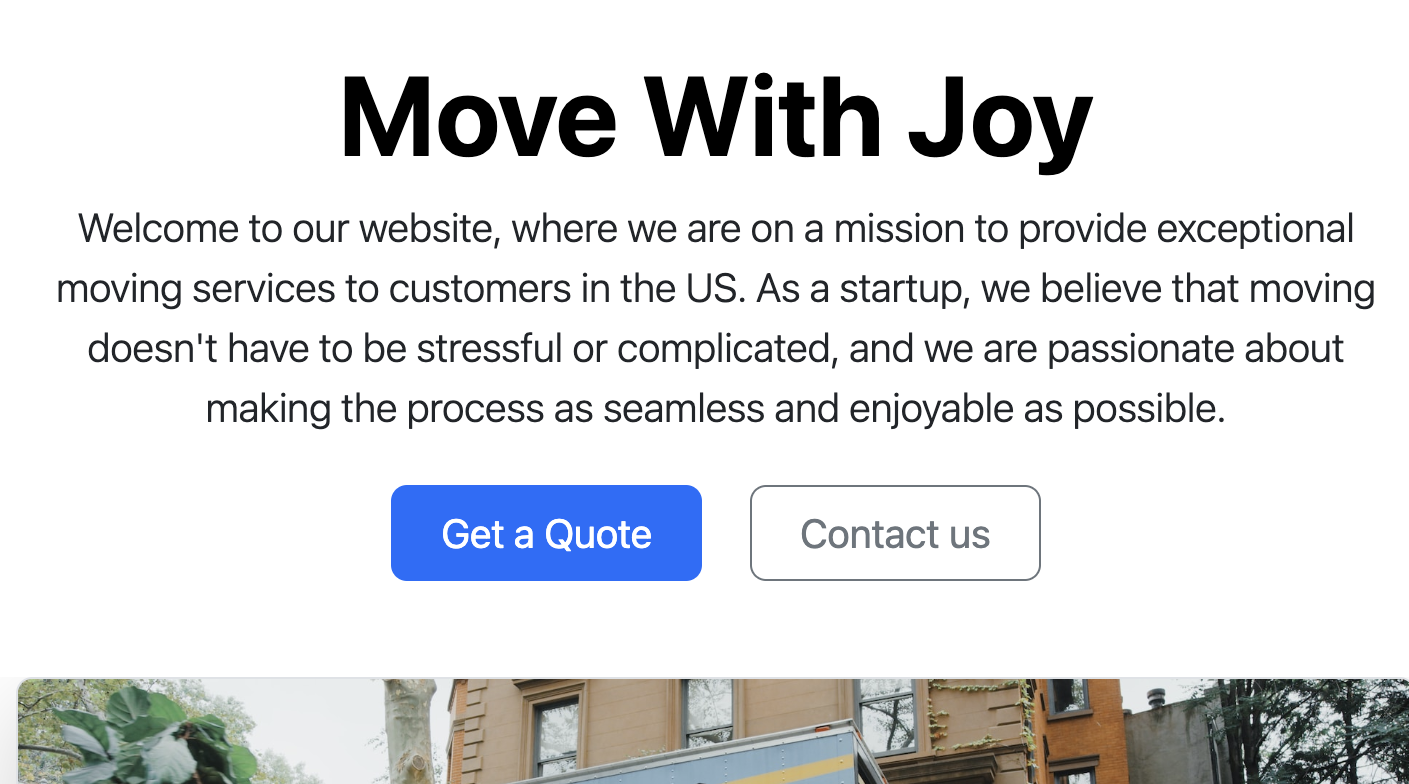 Move With Joy
Welcome to our website, where we are on a mission to provide exceptional
moving services to customers in the US. As a startup, we believe that moving
doesn't have to be stressful or complicated, and we are passionate about
making the process as seamless and enjoyable as possible.
Get a Quote
Contact us